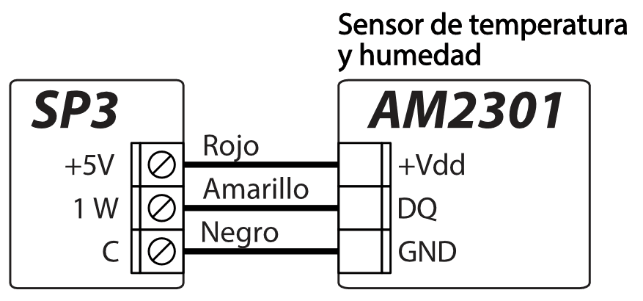 Sensor de temperatura
y humedad
SP3
AM2301
+5V
Rojo
+Vdd
1 W
Amarillo
DQ
C
Negro
GND